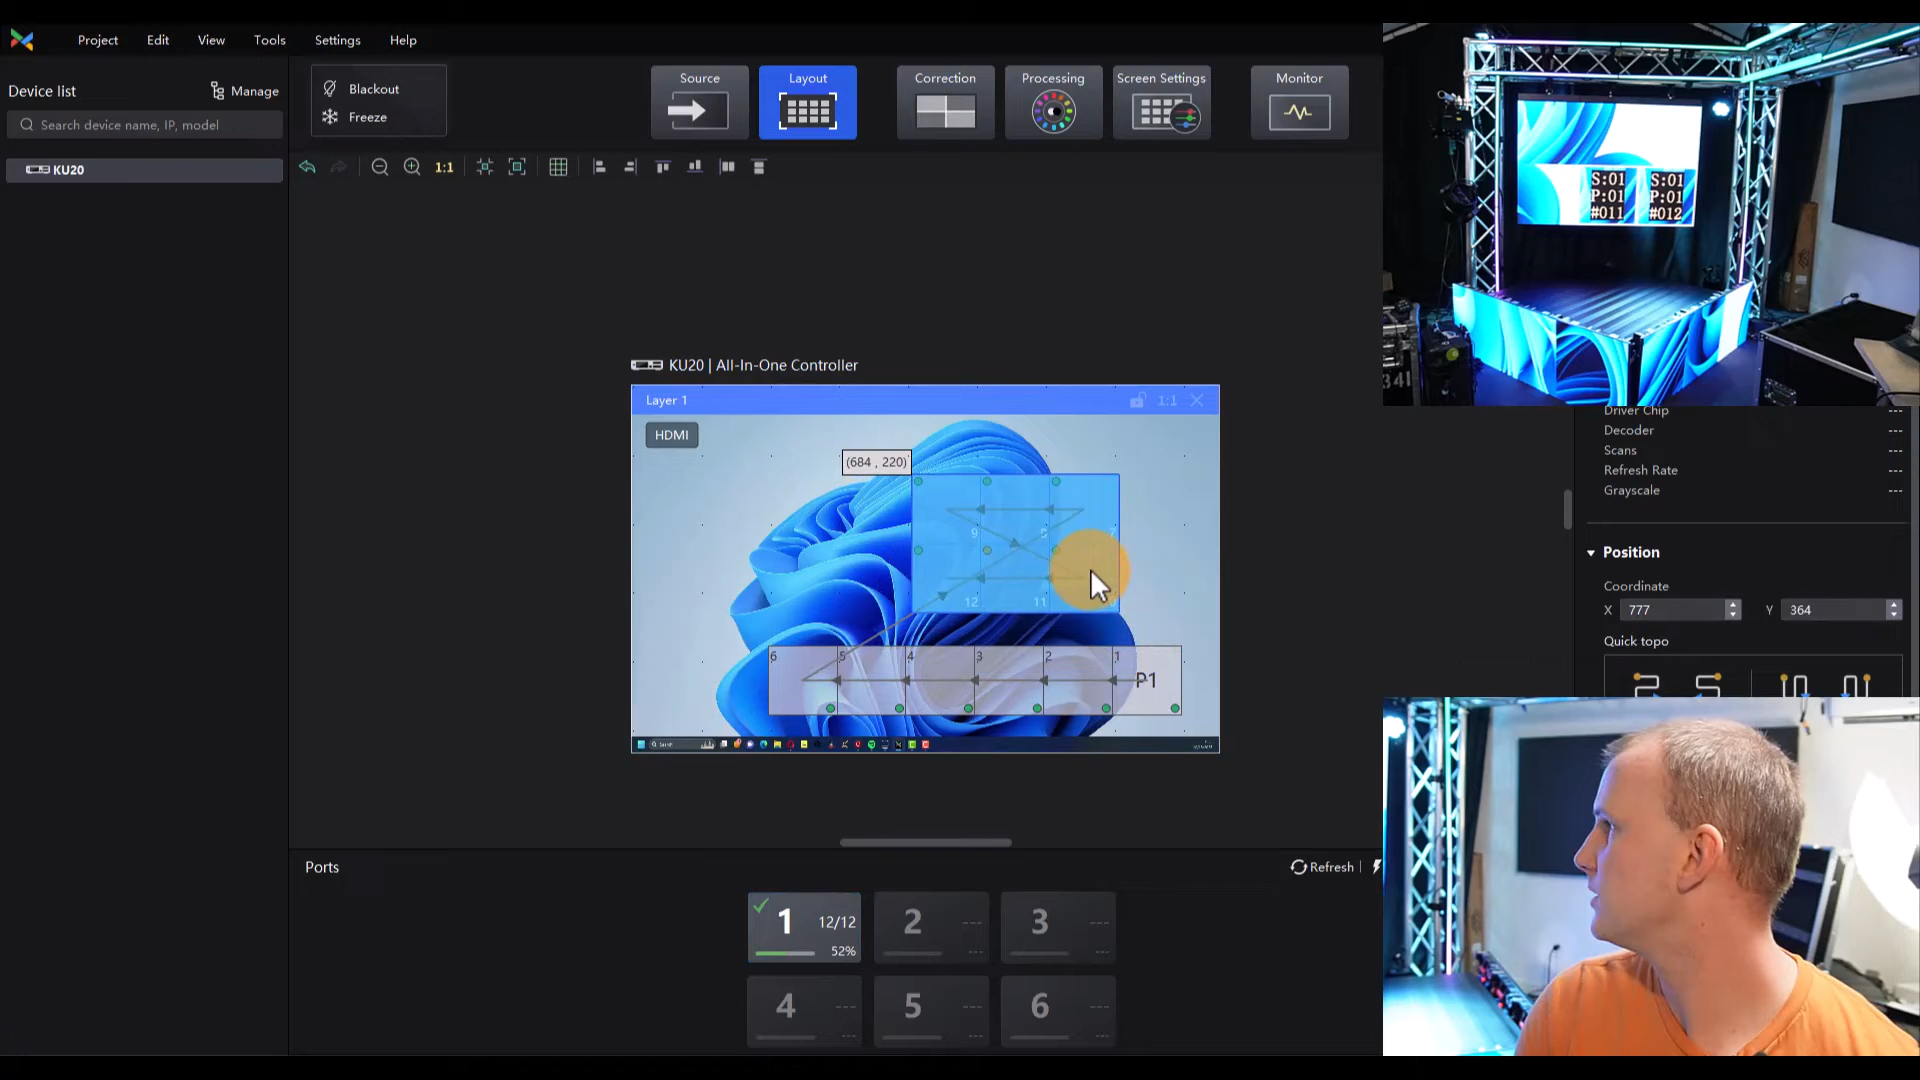 Project Edit View Tools Settings Help
Device list
Manage
Search device name, IP, model
KU20
Blackout
Freeze
Source
Layout
Correction
Processing
Screen Settings
Monitor
1:1
S:01 S:01
P:01 P:01
#011 #012
KU20 | All-In-One Controller
Layer 1
1:1
HDMI
(684 , 220)
9 7
12 11
6 5 4 3 2 1
P1
Search
Driver Chip ---
Decoder ---
Scans ---
Refresh Rate ---
Grayscale ---
Position
Coordinate
X 777 Y 364
Quick topo
Ports
Refresh
1 12/12
52%
2 ---
---
3 ---
---
4 ---
---
5 ---
---
6 ---
---